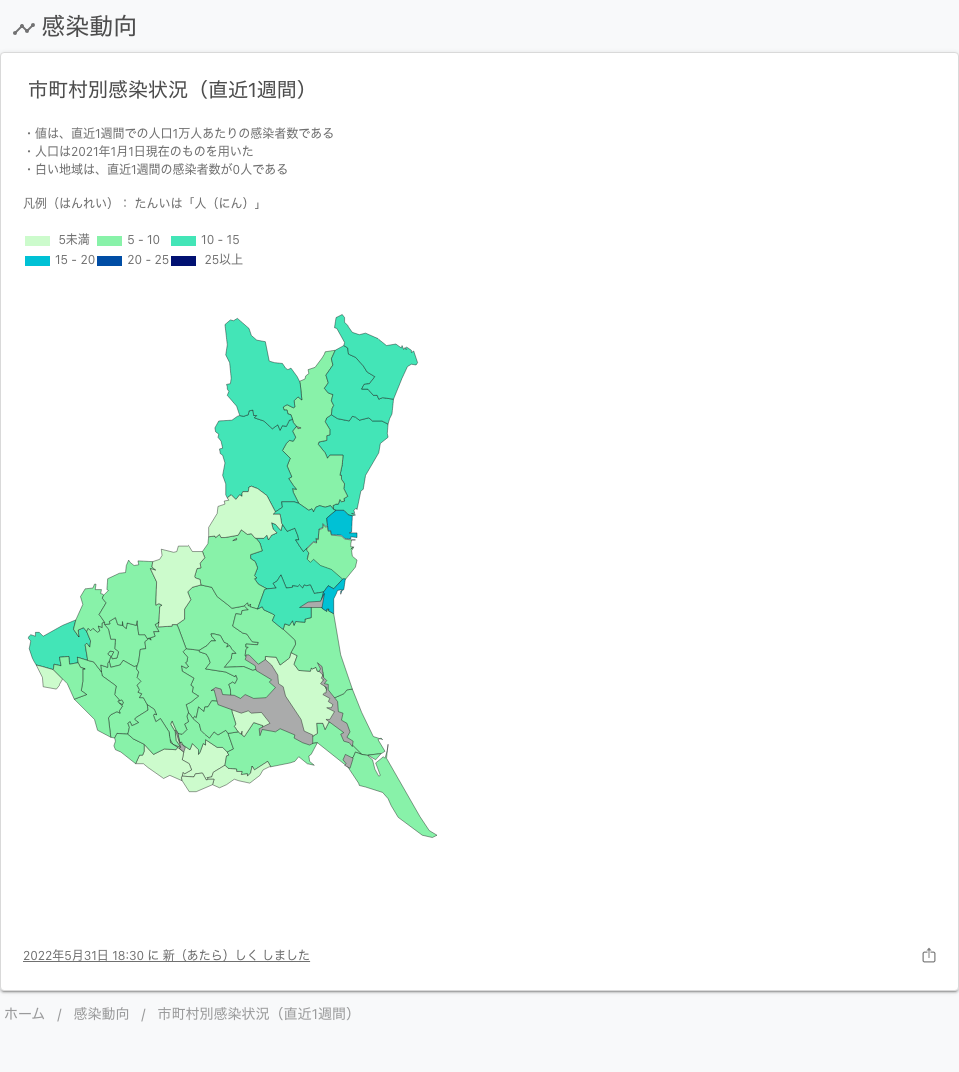 感染動向
市町村別感染状況（直近1週間）
・値は、直近1週間での人口1万人あたりの感染者数である
・人口は2021年1月1日現在のものを用いた
・白い地域は、直近1週間の感染者数が0人である
凡例（はんれい）： たんいは「人（にん）」
5未満 5 - 10 10 - 15
15 - 20 20 - 25 25以上
2022年5月31日 18:30 に 新（あたら）しく しました
ホーム / 感染動向 / 市町村別感染状況（直近1週間）